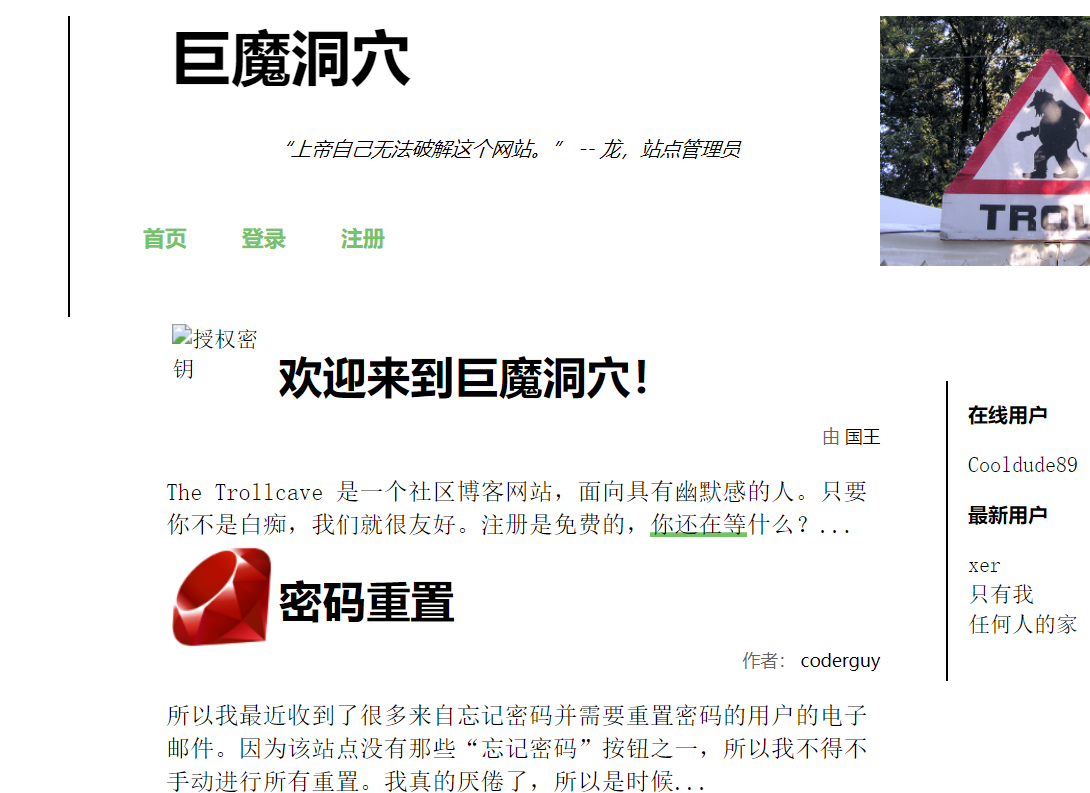 巨魔洞穴
“上帝自己无法破解这个网站。” -- 龙，站点管理员
首页 登录 注册
授权密
钥
欢迎来到巨魔洞穴！
由 国王
The Trollcave 是一个社区博客网站，面向具有幽默感的人。只要
你不是白痴，我们就很友好。注册是免费的，你还在等什么？...
密码重置
作者： coderguy
所以我最近收到了很多来自忘记密码并需要重置密码的用户的电子
邮件。因为该站点没有那些“忘记密码”按钮之一，所以我不得不
手动进行所有重置。我真的厌倦了，所以是时候...
TROL
在线用户
Cooldude89
最新用户
xer
只有我
任何人的家